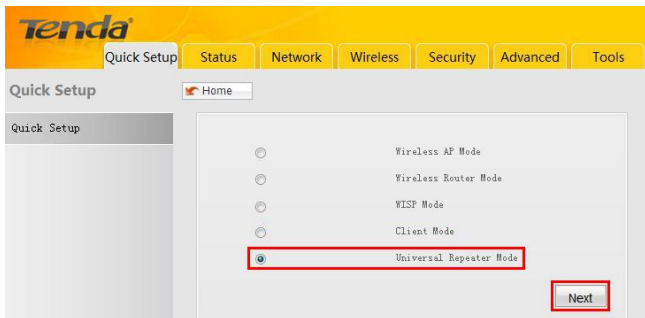 Tenda
Quick Setup Status Network Wireless Security Advanced Tools
Quick Setup Home
Quick Setup
Wireless AP Mode
Wireless Router Mode
WISP Mode
Client Mode
Universal Repeater Mode
Next